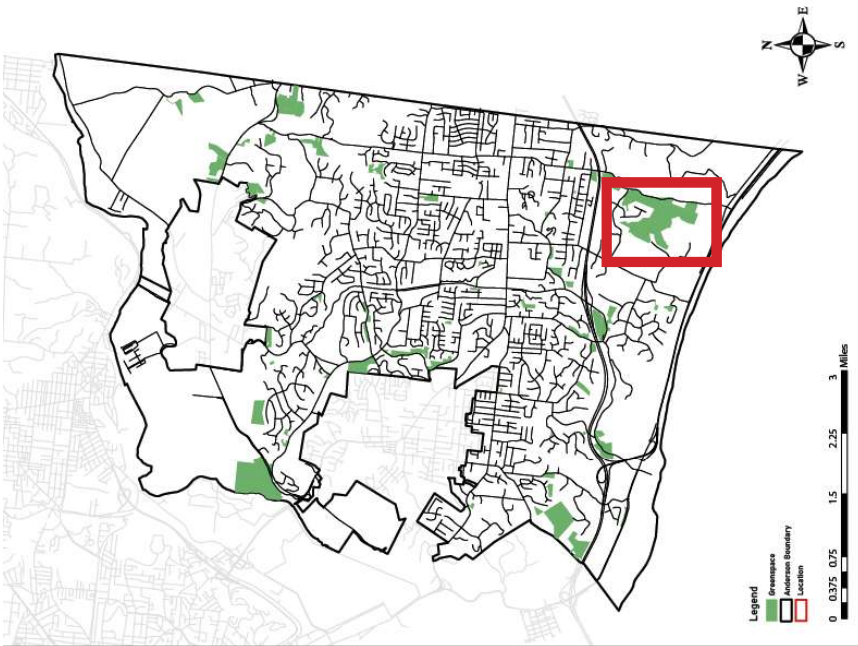 N
E
W
S
Legend
Greenspace
Anderson Boundary
Location
0 0.375 0.75 1.5 2.25 3
Miles